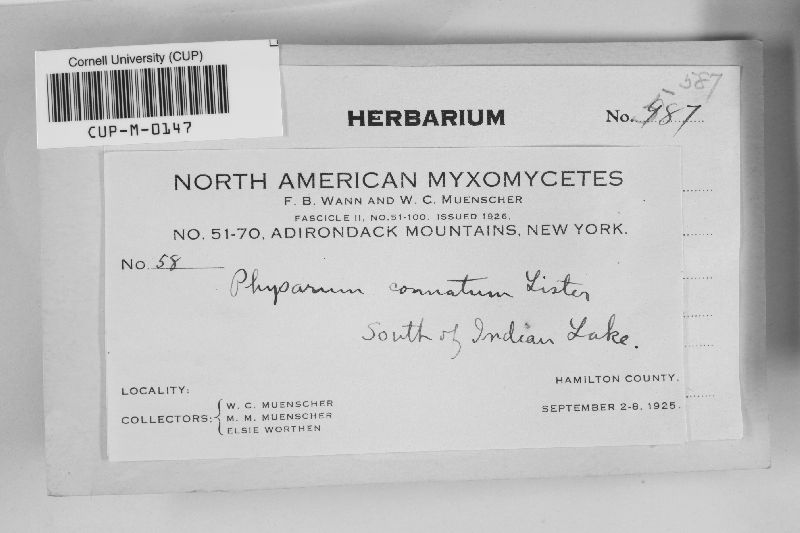 Cornell University (CUP)
CUP-M-0147
587
HERBARIUM
No. 987
NORTH AMERICAN MYXOMYCETES
F. B. WANN AND W. C. MUENSCHER
FASCICLE II, NO. 51-100. ISSUED 1926.
NO. 51-70, ADIRONDACK MOUNTAINS, NEW YORK.
No. 58
Physarum connatum Lister
South of Indian Lake.
HAMILTON COUNTY.
LOCALITY:
SEPTEMBER 2-8, 1925.
COLLECTORS: W. C. MUENSCHER
M. M. MUENSCHER
ELSIE WORTHEN